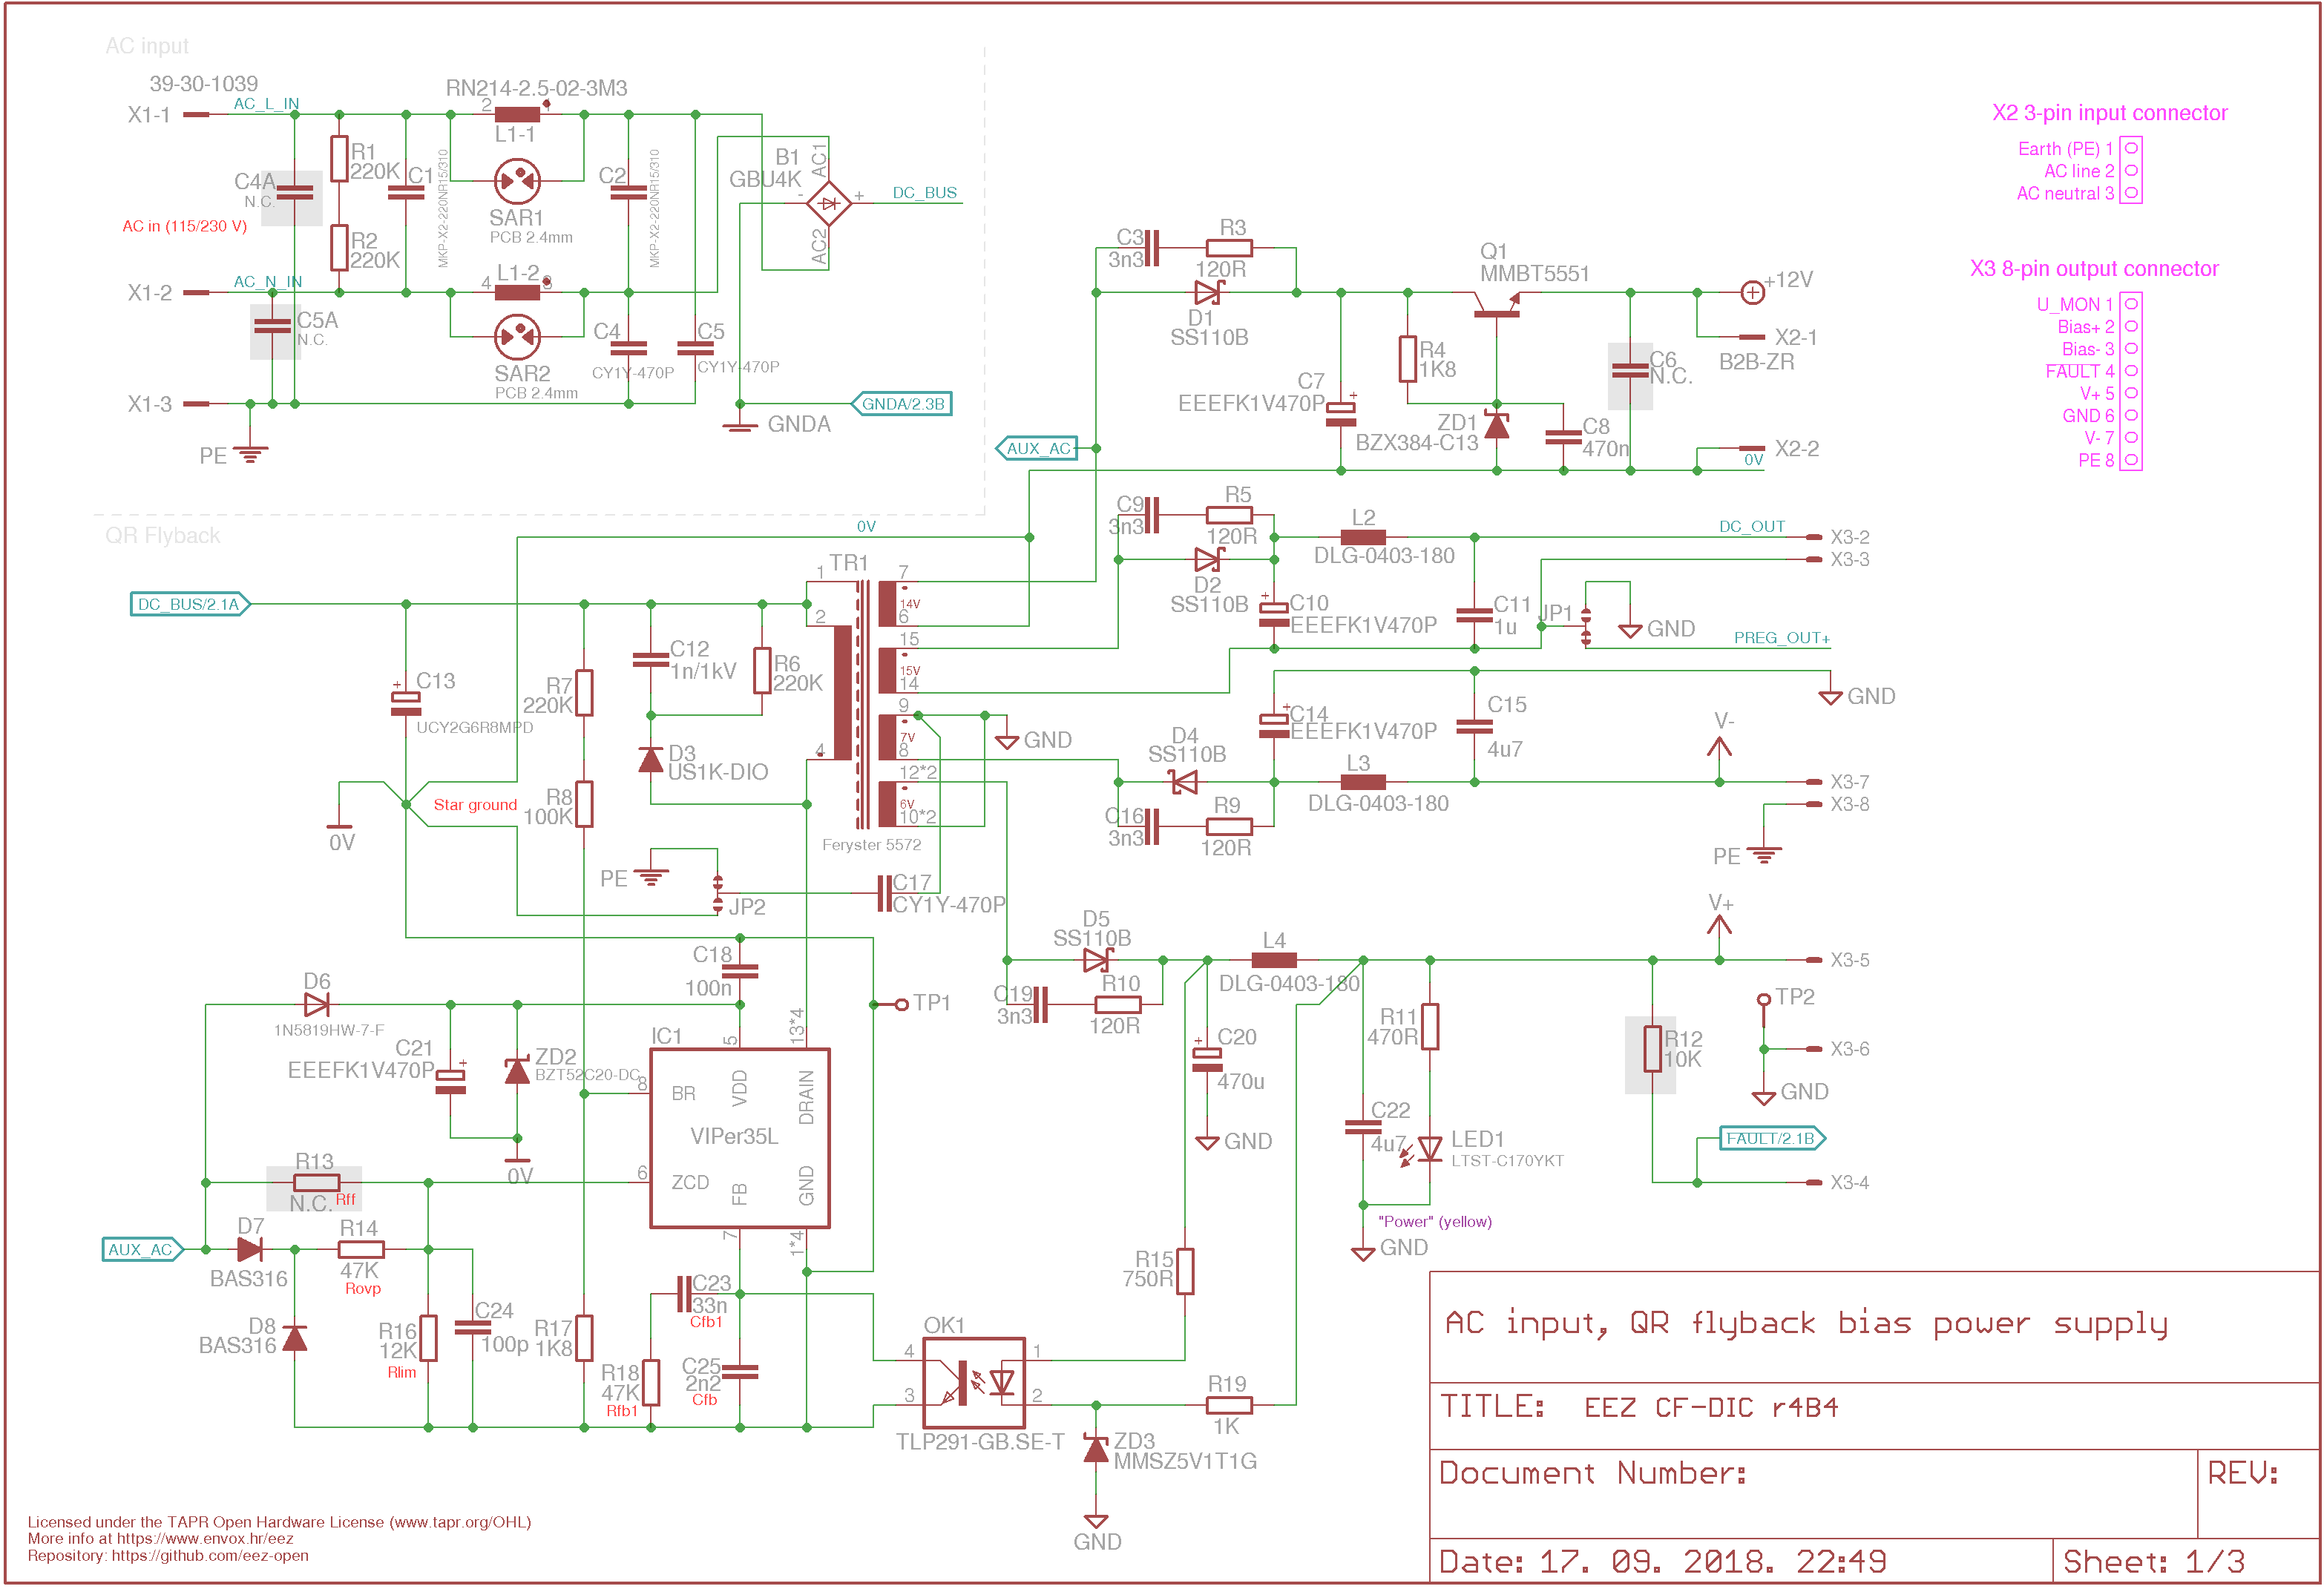 AC input
39-30-1039
X1-1
AC_L_IN
RN214-2.5-02-3M3
2
1
L1-1
R1
220K
C4A
N.C.
C1
MKP-X2-220NR15/310
SAR1
PCB 2.4mm
C2
MKP-X2-220NR15/310
B1
GBU4K
AC1
AC2
-
+
DC_BUS
AC in (115/230 V)
R2
220K
X1-2
AC_N_IN
4
3
L1-2
C5A
N.C.
SAR2
PCB 2.4mm
C4
CY1Y-470P
C5
CY1Y-470P
X1-3
PE
GNDA
GNDA/2.3B
C3
3n3
R3
120R
D1
SS110B
Q1
MMBT5551
+12V
X2-1
B2B-ZR
R4
1K8
C6
N.C.
C7
+
EEEFK1V470P
ZD1
BZX384-C13
C8
470n
X2-2
0V
AUX_AC
X2 3-pin input connector
Earth (PE) 1
AC line 2
AC neutral 3
X3 8-pin output connector
U_MON 1
Bias+ 2
Bias- 3
FAULT 4
V+ 5
GND 6
V- 7
PE 8
QR Flyback
0V
C9
3n3
R5
120R
D2
SS110B
L2
DLG-0403-180
DC_OUT
X3-2
X3-3
DC_BUS/2.1A
TR1
1
2
4
7
14V
6
15
15V
14
9
7V
8
12*2
6V
10*2
Feryster 5572
C10
+
EEEFK1V470P
C11
1u
JP1
GND
PREG_OUT+
C12
1n/1kV
R6
220K
R7
220K
C13
+
UCY2G6R8MPD
D3
US1K-DIO
R8
100K
Star ground
0V
GND
C14
+
EEEFK1V470P
C15
4u7
GND
D4
SS110B
L3
DLG-0403-180
V-
X3-7
X3-8
C16
3n3
R9
120R
PE
PE
JP2
C17
CY1Y-470P
D5
SS110B
L4
DLG-0403-180
V+
X3-5
C19
3n3
R10
120R
C18
100n
TP1
D6
1N5819HW-7-F
C21
+
EEEFK1V470P
ZD2
BZT52C20-DC
0V
IC1
5
13*4
8
BR
VDD
DRAIN
VIPer35L
6
ZCD
FB
GND
7
1*4
C20
+
470u
GND
R11
470R
C22
4u7
LED1
LTST-C170YKT
"Power" (yellow)
GND
R12
10K
TP2
X3-6
GND
FAULT/2.1B
X3-4
R13
N.C.
Rff
AUX_AC
D7
BAS316
R14
47K
Rovp
D8
BAS316
R16
12K
Rlim
C24
100p
R17
1K8
C23
33n
Cfb1
R18
47K
Rfb1
C25
2n2
Cfb
R15
750R
OK1
4
3
1
2
TLP291-GB.SE-T
R19
1K
ZD3
MMSZ5V1T1G
GND
AC input, QR flyback bias power supply
TITLE: EEZ CF-DIC r4B4
Document Number:
REV:
Date: 17. 09. 2018. 22:49
Sheet: 1/3
Licensed under the TAPR Open Hardware License (www.tapr.org/OHL)
More info at https://www.envox.hr/eez
Repository: https://github.com/eez-open